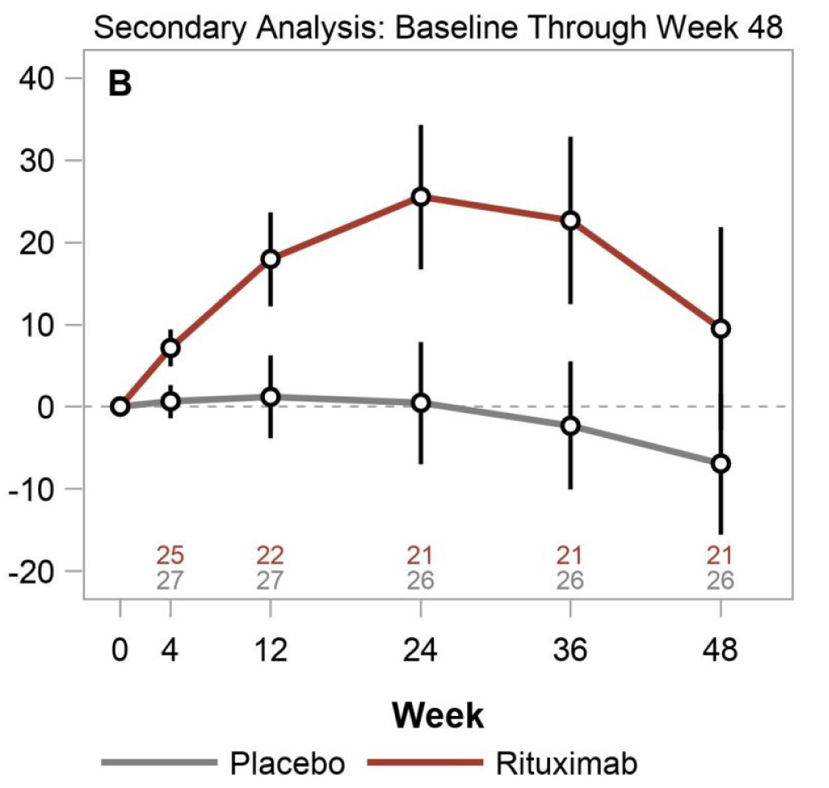 Secondary Analysis: Baseline Through Week 48
B
40
30
20
10
0
-10
-20
25 22 21 21 21
27 27 26 26 26
0 4 12 24 36 48
Week
Placebo Rituximab